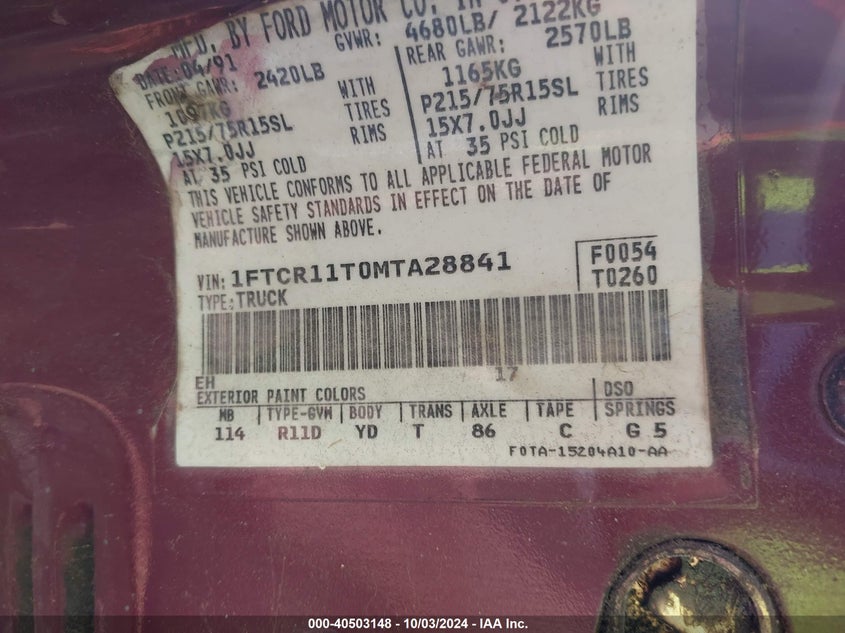 MFD. BY FORD MOTOR CO. IN
DATE: 04/91 GVWR: 4680LB/ 2122KG
FRONT GAWR: 2420LB REAR GAWR: 2570LB
1097KG WITH 1165KG WITH
P215/75R15SL TIRES P215/75R15SL TIRES
15X7.0JJ RIMS 15X7.0JJ RIMS
AT 35 PSI COLD AT 35 PSI COLD
THIS VEHICLE CONFORMS TO ALL APPLICABLE FEDERAL MOTOR
VEHICLE SAFETY STANDARDS IN EFFECT ON THE DATE OF
MANUFACTURE SHOWN ABOVE.
VIN: 1FTCR11T0MTA28841 F0054
TYPE: TRUCK T0260
EH 17
EXTERIOR PAINT COLORS DSO
WB TYPE-GVW BODY TRANS AXLE TAPE SPRINGS
114 R11D YD T 86 C G 5
F0TA-15204A10-AA
000-40503148 - 10/03/2024 - IAA Inc.